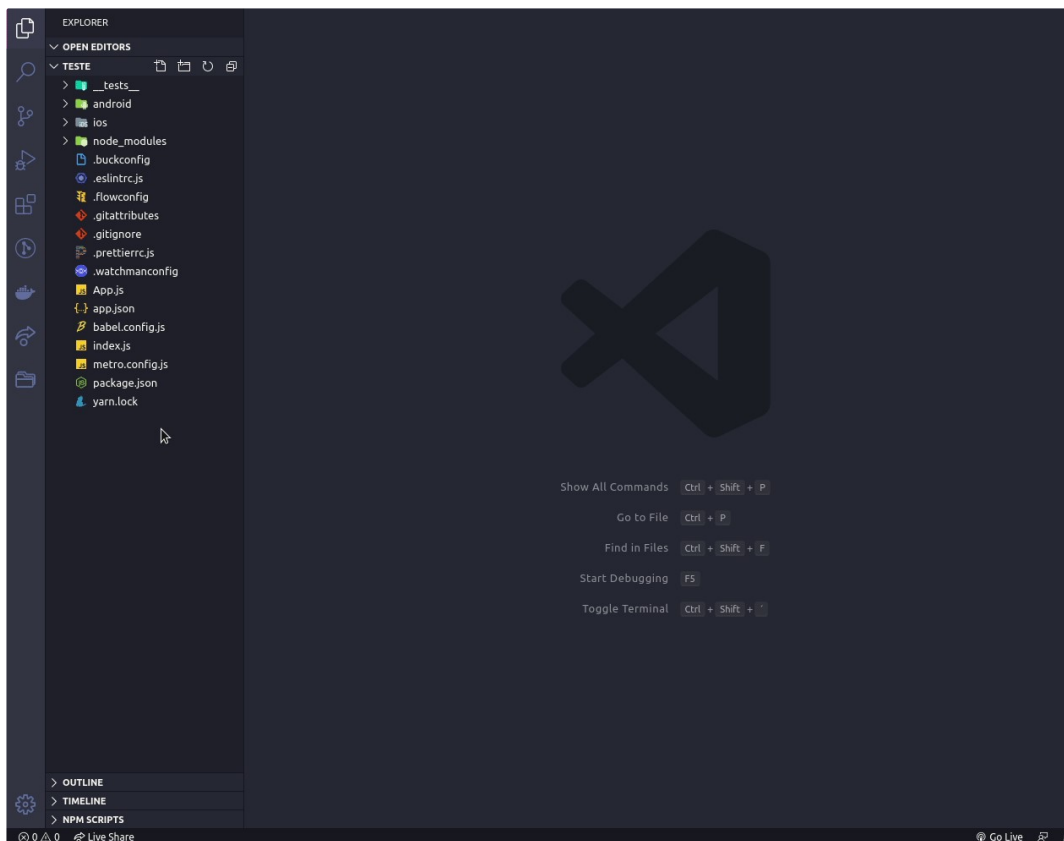 EXPLORER
OPEN EDITORS
TESTE
__tests__
android
ios
node_modules
.buckconfig
.eslintrc.js
.flowconfig
.gitattributes
.gitignore
.prettierrc.js
.watchmanconfig
App.js
app.json
babel.config.js
index.js
metro.config.js
package.json
yarn.lock
Show All Commands Ctrl + Shift + P
Go to File Ctrl + P
Find in Files Ctrl + Shift + F
Start Debugging F5
Toggle Terminal Ctrl + Shift + ´
OUTLINE
TIMELINE
NPM SCRIPTS
0 0 Live Share Go Live